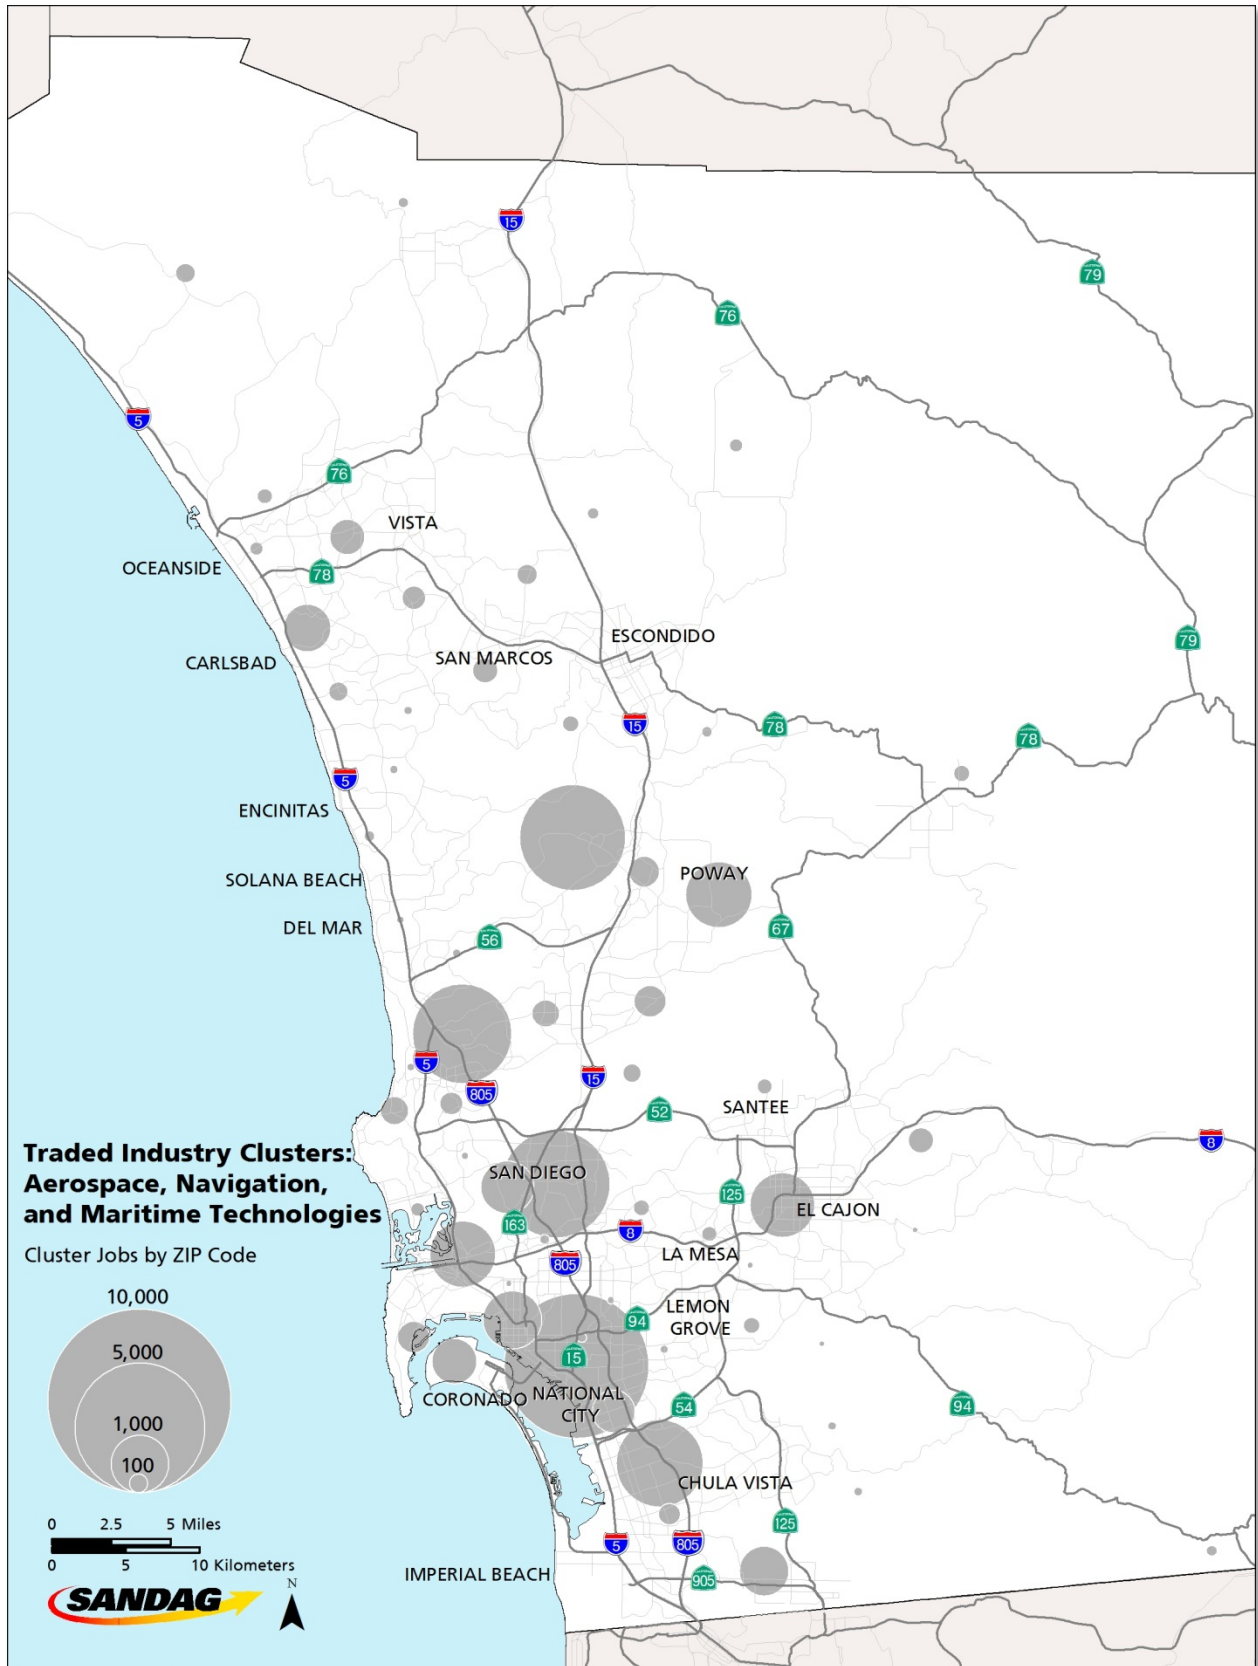 15
79
76
5
76
VISTA
OCEANSIDE
78
ESCONDIDO
79
SAN MARCOS
CARLSBAD
15
78
78
5
ENCINITAS
POWAY
SOLANA BEACH
DEL MAR
67
56
5
15
805
52
SANTEE
8
Traded Industry Clusters:
Aerospace, Navigation,
and Maritime Technologies
Cluster Jobs by ZIP Code
SAN DIEGO
125
EL CAJON
163
8
LA MESA
805
10,000
5,000
1,000
100
LEMON
GROVE
94
15
CORONADO
NATIONAL
CITY
54
94
CHULA VISTA
125
5
805
905
IMPERIAL BEACH
0 2.5 5 Miles
0 5 10 Kilometers
SANDAG
N